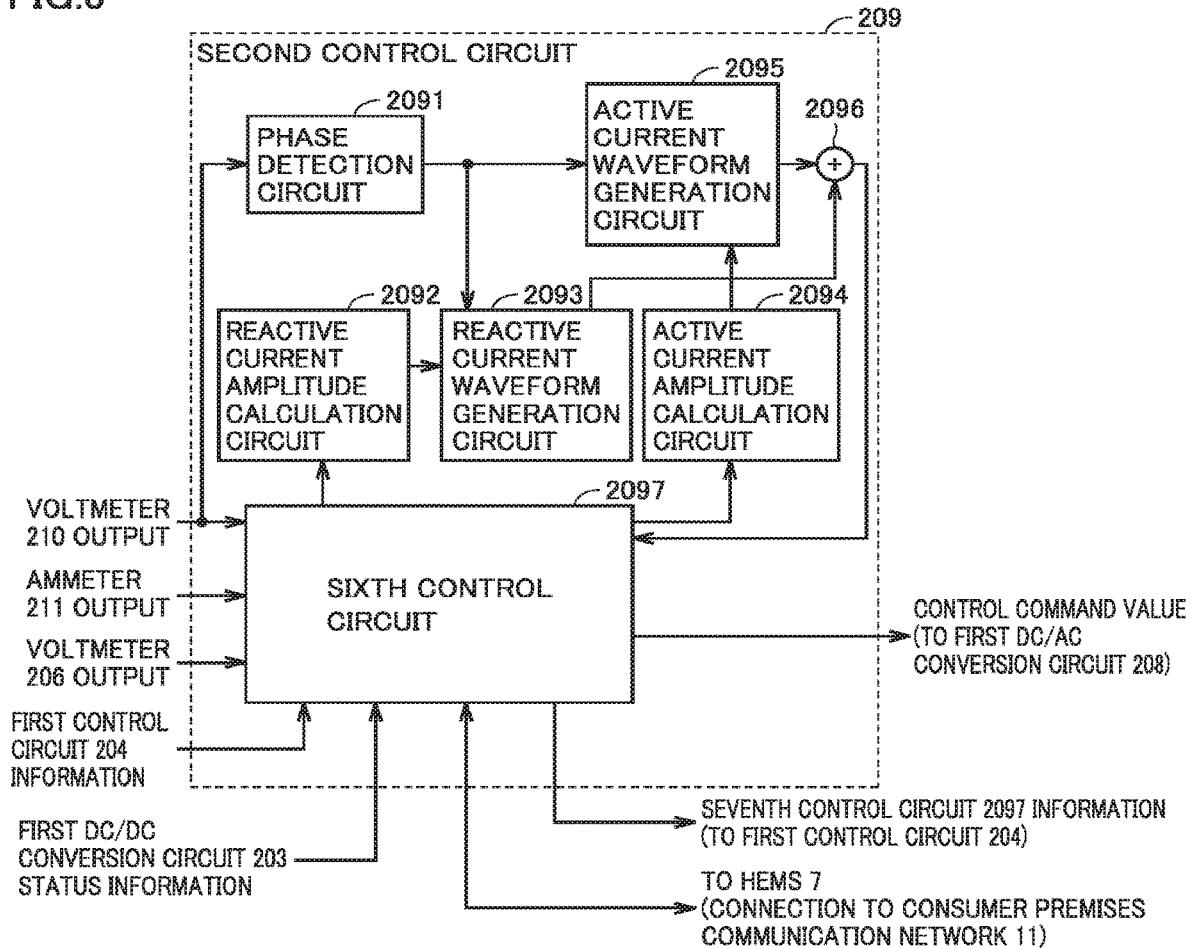 209
SECOND CONTROL CIRCUIT
2091
PHASE
DETECTION
CIRCUIT
2095
ACTIVE
CURRENT
WAVEFORM
GENERATION
CIRCUIT
2096
+
2092
REACTIVE
CURRENT
AMPLITUDE
CALCULATION
CIRCUIT
2093
REACTIVE
CURRENT
WAVEFORM
GENERATION
CIRCUIT
2094
ACTIVE
CURRENT
AMPLITUDE
CALCULATION
CIRCUIT
2097
SIXTH CONTROL
CIRCUIT
VOLTMETER
210 OUTPUT
AMMETER
211 OUTPUT
VOLTMETER
206 OUTPUT
FIRST CONTROL
CIRCUIT 204
INFORMATION
FIRST DC/DC
CONVERSION CIRCUIT 203
STATUS INFORMATION
CONTROL COMMAND VALUE
(TO FIRST DC/AC
CONVERSION CIRCUIT 208)
SEVENTH CONTROL CIRCUIT 2097 INFORMATION
(TO FIRST CONTROL CIRCUIT 204)
TO HEMS 7
(CONNECTION TO CONSUMER PREMISES
COMMUNICATION NETWORK 11)